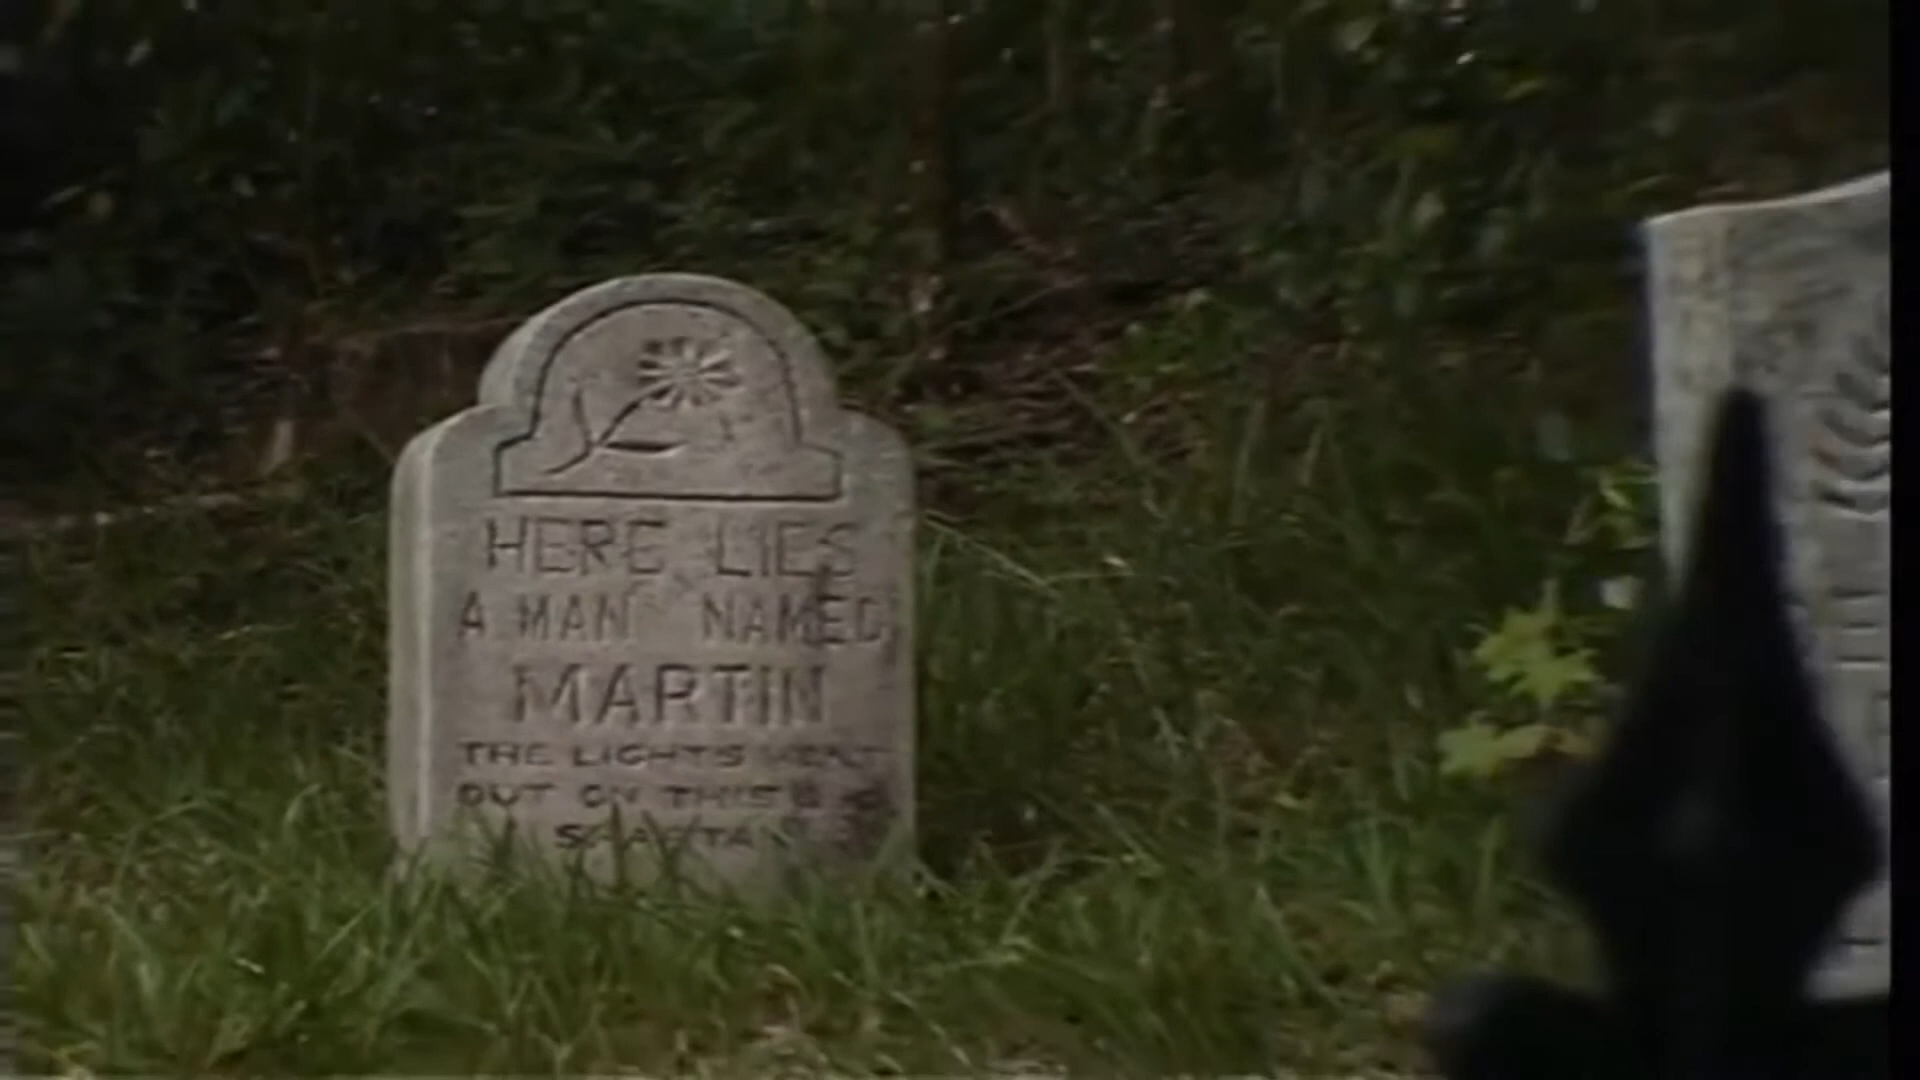 HERE LIES
A MAN NAMED
MARTIN
THE LIGHTS WENT
OUT ON THIS